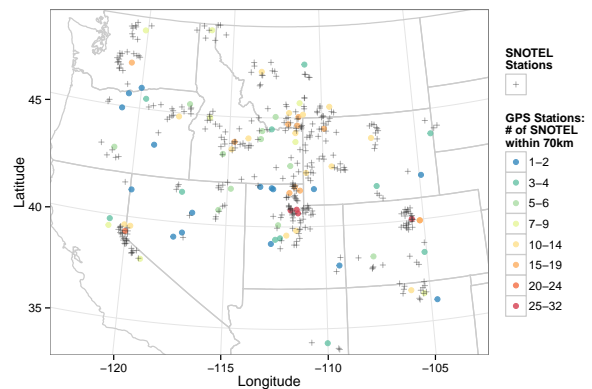 SNOTEL
Stations
GPS Stations:
# of SNOTEL
within 70km
1–2
3–4
5–6
7–9
10–14
15–19
20–24
25–32
Latitude
45
40
35
−120
−115
−110
−105
Longitude